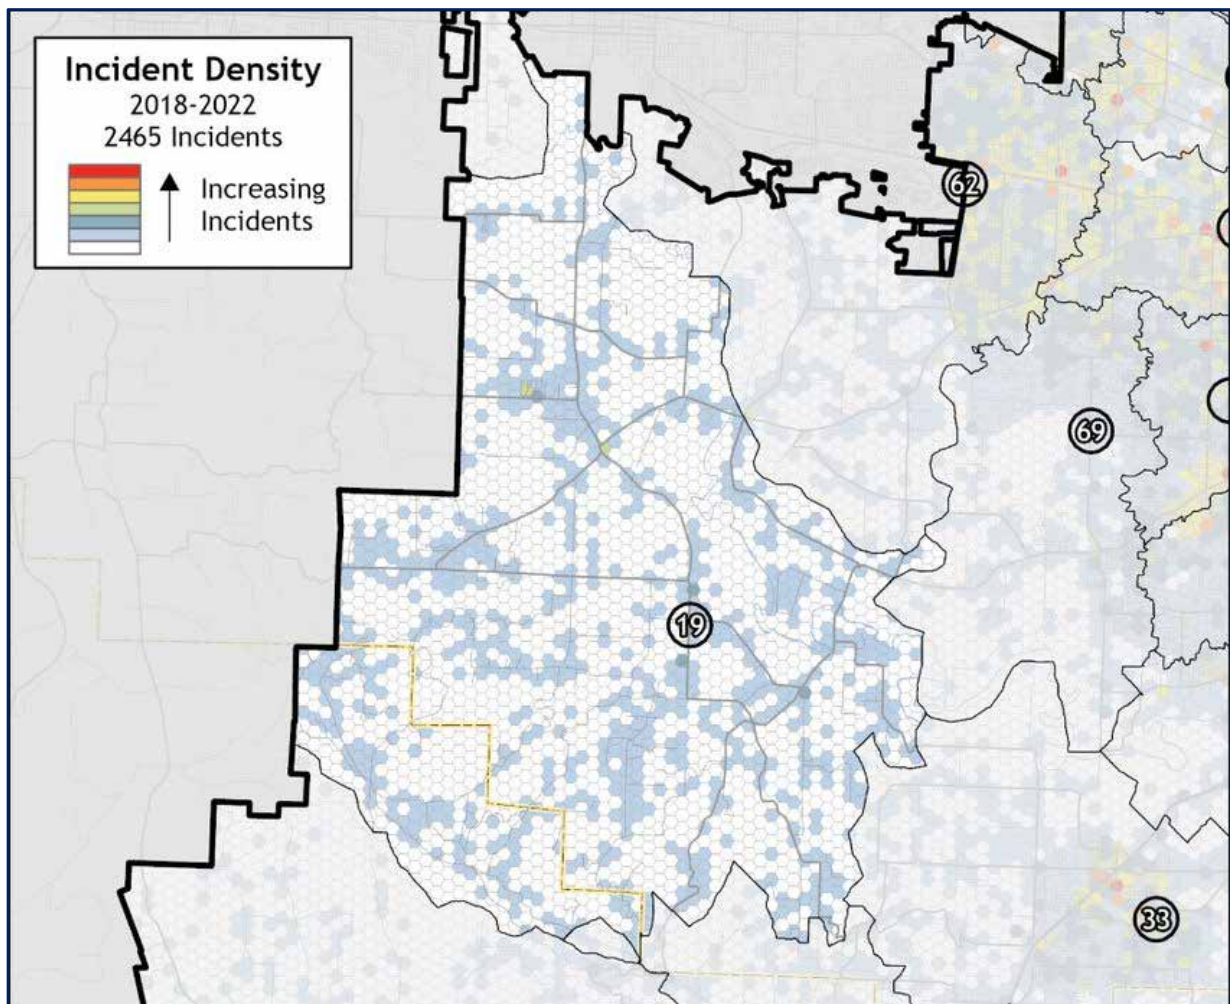 Incident Density
2018-2022
2465 Incidents
Increasing
Incidents
62
69
19
33